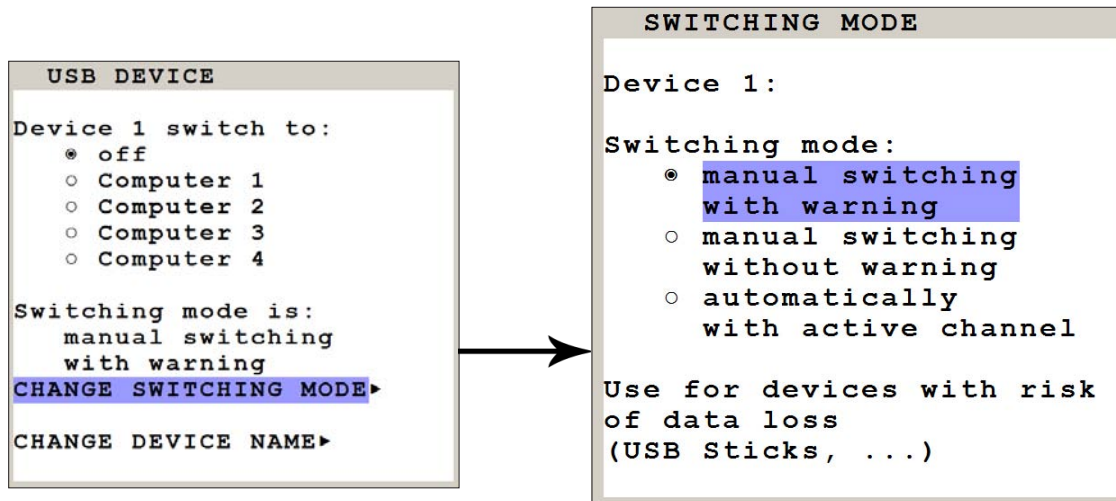 USB DEVICE
Device 1 switch to:
off
Computer 1
Computer 2
Computer 3
Computer 4
Switching mode is:
manual switching
with warning
CHANGE SWITCHING MODE
CHANGE DEVICE NAME
SWITCHING MODE
Device 1:
Switching mode:
manual switching
with warning
manual switching
without warning
automatically
with active channel
Use for devices with risk
of data loss
(USB Sticks, ...)